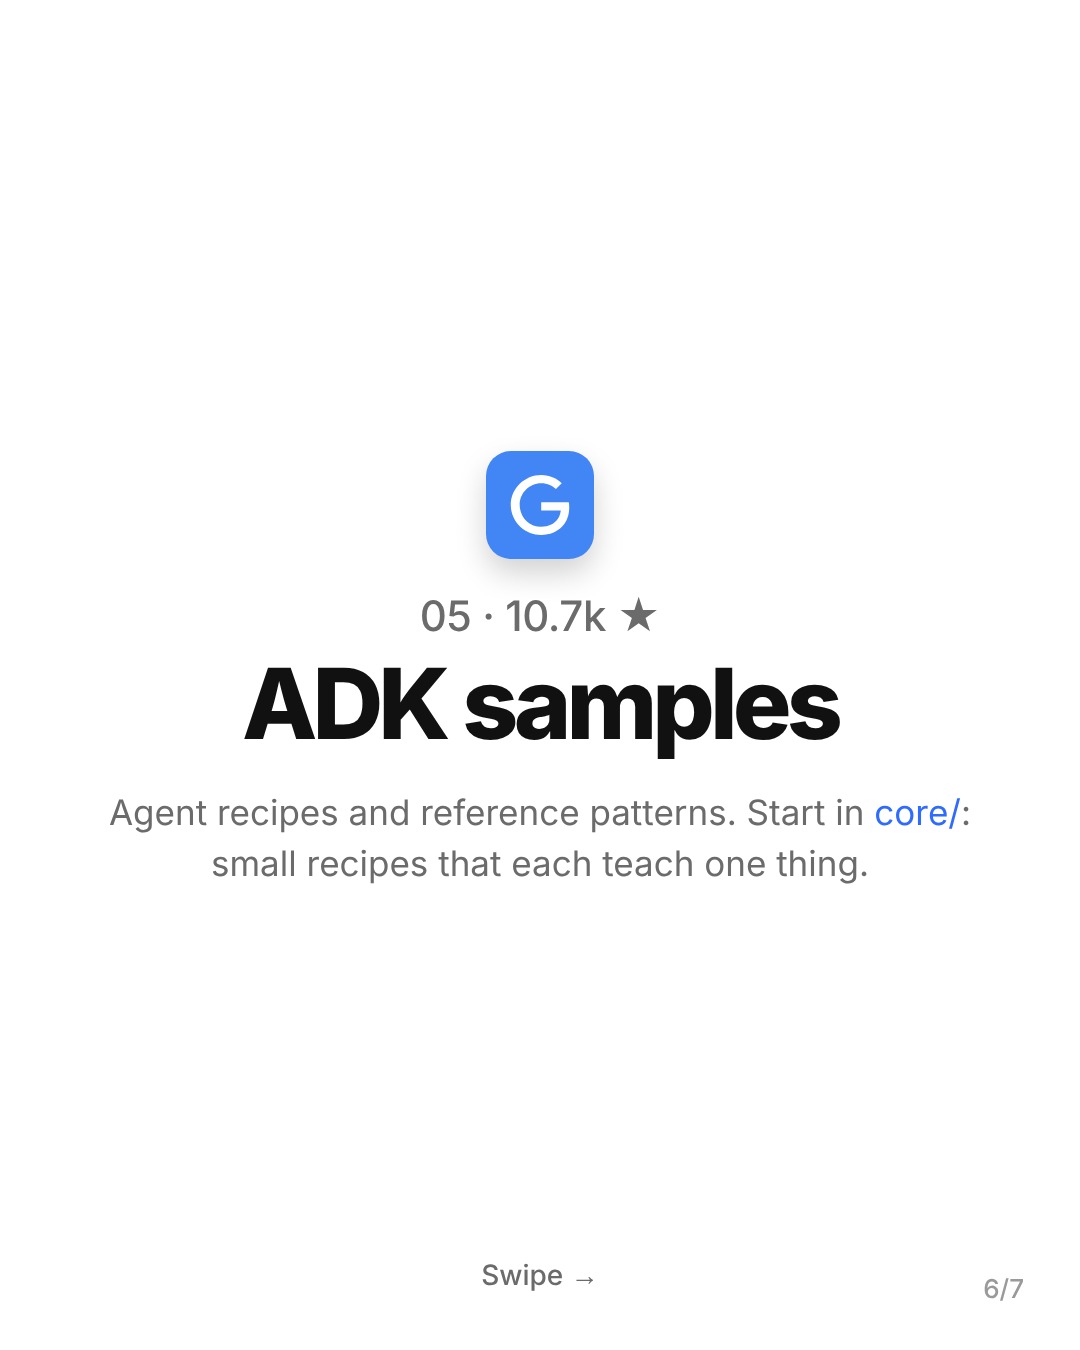 G
05 · 10.7k ★
ADK samples
Agent recipes and reference patterns. Start in core/:
small recipes that each teach one thing.
Swipe →
6/7